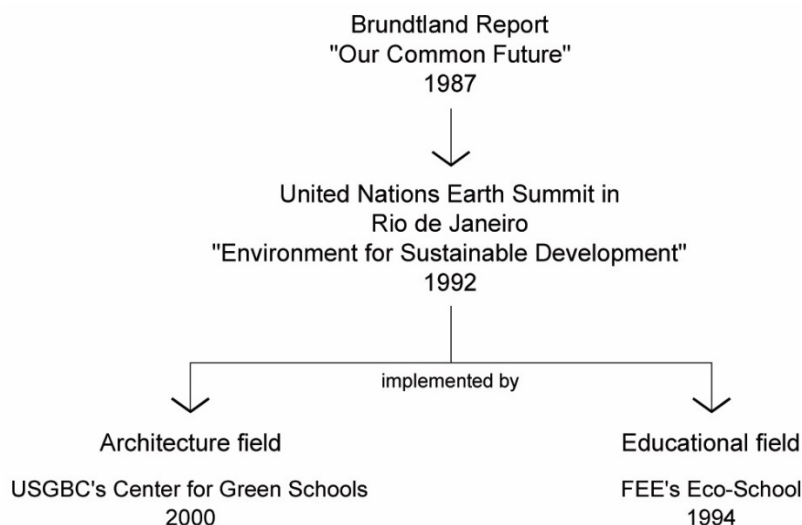 Brundtland Report
"Our Common Future"
1987
United Nations Earth Summit in
Rio de Janeiro
"Environment for Sustainable Development"
1992
implemented by
Architecture field
USGBC's Center for Green Schools
2000
Educational field
FEE's Eco-School
1994